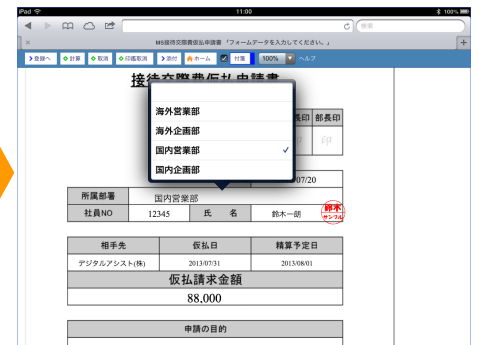 iPad 11:00 100%
検索
MS接待交際費仮払申請書 「フォームデータを入力してください。」
登録へ 計算 取消 印鑑取消 添付 ホーム 付箋 100% ヘルプ
接待交際費仮払申請書
海外営業部
海外企画部
国内営業部
国内企画部
長印 部長印
印 印
07/20
所属部署 国内営業部
社員NO 12345 氏 名 鈴木一朗 鈴木 サンプル
相手先 仮払日 精算予定日
デジタルアシスト(株) 2013/07/31 2013/08/01
仮払請求金額
88,000
申請の目的